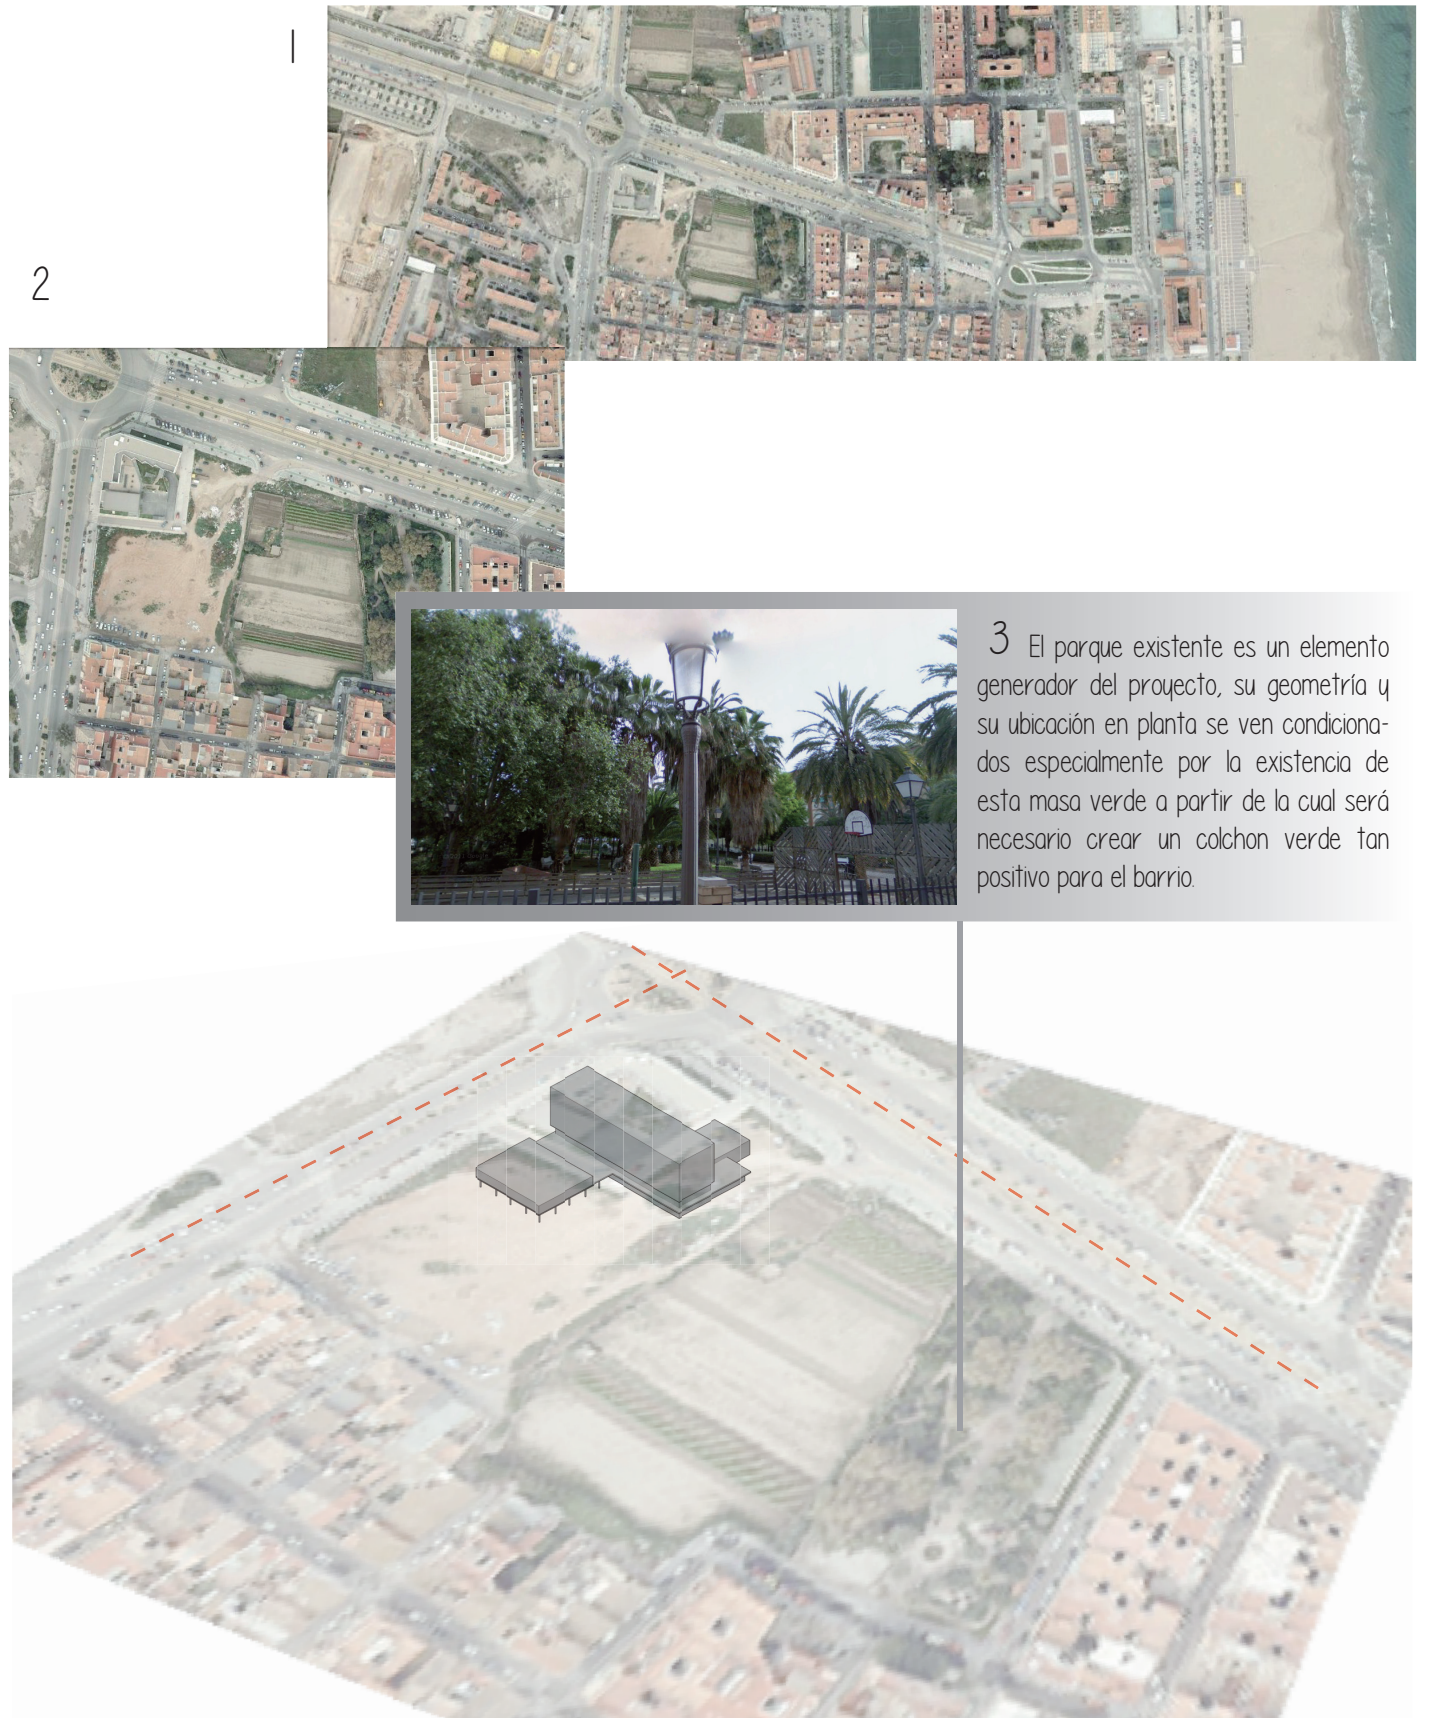 1
2
3 El parque existente es un elemento
generador del proyecto, su geometría y
su ubicación en planta se ven condiciona-
dos especialmente por la existencia de
esta masa verde a partir de la cual será
necesario crear un colchon verde tan
positivo para el barrio.